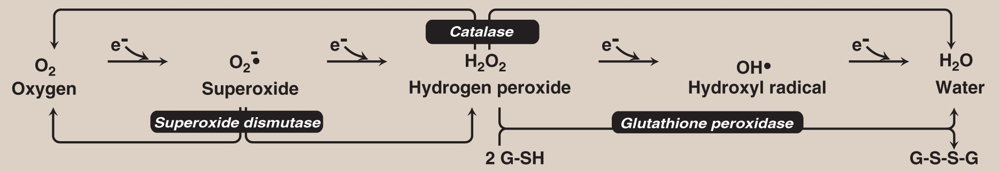 Catalase
e-
e-
e-
e-
O2
O2-•
H2O2
OH•
H2O
Oxygen
Superoxide
Hydrogen peroxide
Hydroxyl radical
Water
Superoxide dismutase
Glutathione peroxidase
2 G-SH
G-S-S-G